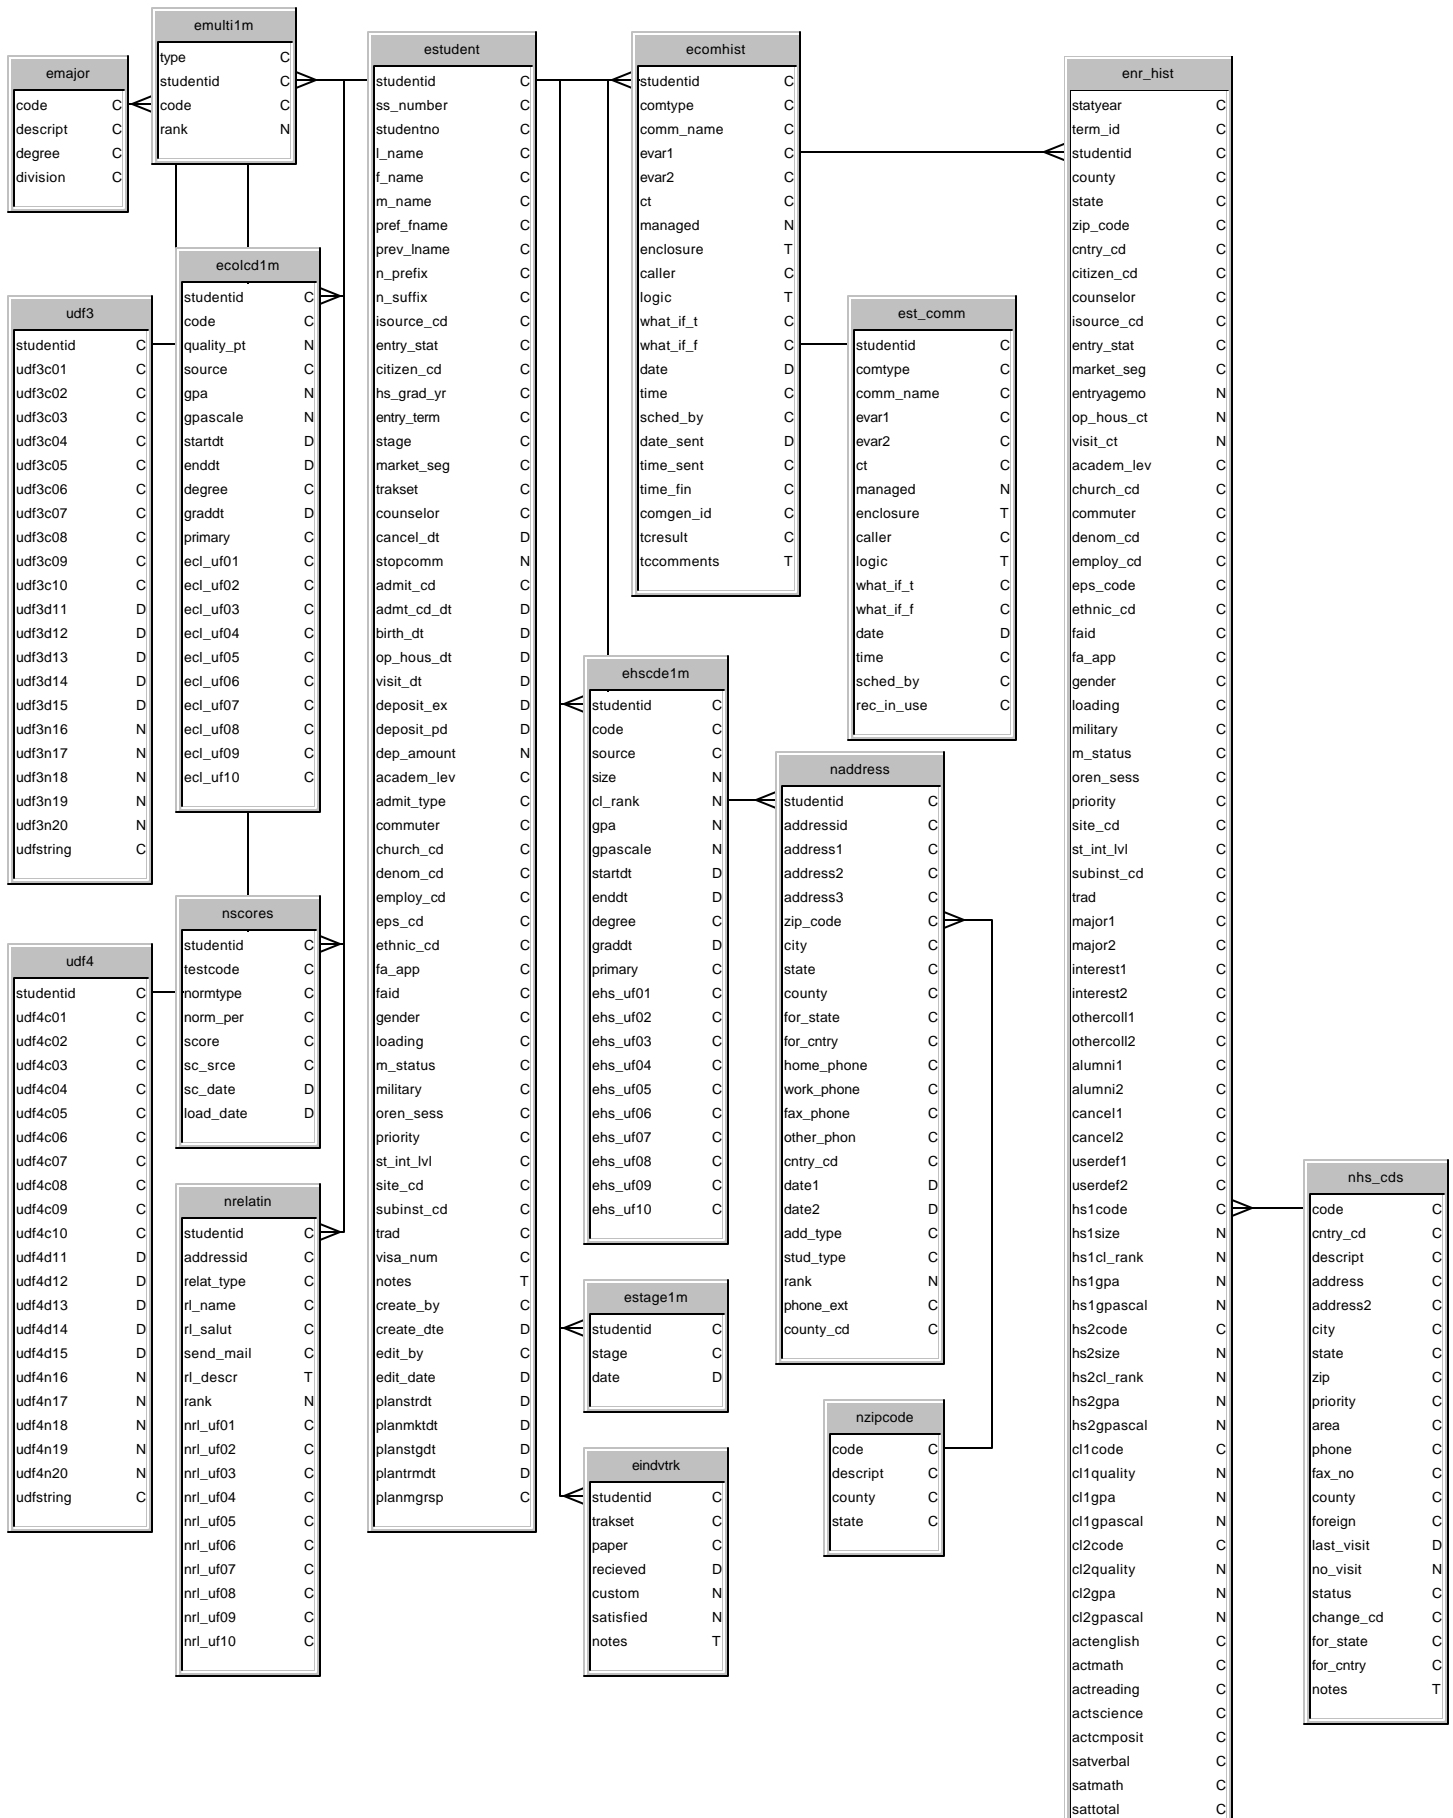 emulti1m
type C
studentid C
code C
rank N
emajor
code C
descript C
degree C
division C
ecolcd1m
studentid C
code C
quality_pt N
source C
gpa N
gpascale N
startdt D
enddt D
degree C
graddt D
primary C
ecl_uf01 C
ecl_uf02 C
ecl_uf03 C
ecl_uf04 C
ecl_uf05 C
ecl_uf06 C
ecl_uf07 C
ecl_uf08 C
ecl_uf09 C
ecl_uf10 C
udf3
studentid C
udf3c01 C
udf3c02 C
udf3c03 C
udf3c04 C
udf3c05 C
udf3c06 C
udf3c07 C
udf3c08 C
udf3c09 C
udf3c10 C
udf3d11 D
udf3d12 D
udf3d13 D
udf3d14 D
udf3d15 D
udf3n16 N
udf3n17 N
udf3n18 N
udf3n19 N
udf3n20 N
udfstring C
nscores
studentid C
testcode C
normtype C
norm_per C
score C
sc_srce C
sc_date D
load_date D
udf4
studentid C
udf4c01 C
udf4c02 C
udf4c03 C
udf4c04 C
udf4c05 C
udf4c06 C
udf4c07 C
udf4c08 C
udf4c09 C
udf4c10 C
udf4d11 D
udf4d12 D
udf4d13 D
udf4d14 D
udf4d15 D
udf4n16 N
udf4n17 N
udf4n18 N
udf4n19 N
udf4n20 N
udfstring C
nrelatin
studentid C
addressid C
relat_type C
rl_name C
rl_salut C
send_mail C
rl_descr T
rank N
nrl_uf01 C
nrl_uf02 C
nrl_uf03 C
nrl_uf04 C
nrl_uf05 C
nrl_uf06 C
nrl_uf07 C
nrl_uf08 C
nrl_uf09 C
nrl_uf10 C
estudent
studentid C
ss_number C
studentno C
l_name C
f_name C
m_name C
pref_fname C
prev_lname C
n_prefix C
n_suffix C
isource_cd C
entry_stat C
citizen_cd C
hs_grad_yr C
entry_term C
stage C
market_seg C
trakset C
counselor C
cancel_dt D
stopcomm N
admit_cd C
admt_cd_dt D
birth_dt D
op_hous_dt D
visit_dt D
deposit_ex D
deposit_pd D
dep_amount N
academ_lev C
admit_type C
commuter C
church_cd C
denom_cd C
employ_cd C
eps_cd C
ethnic_cd C
fa_app C
faid C
gender C
loading C
m_status C
military C
oren_sess C
priority C
st_int_lvl C
site_cd C
subinst_cd C
trad C
visa_num C
notes T
create_by C
create_dte D
edit_by C
edit_date D
planstrdt D
planmktdt D
planstgdt D
plantrmdt D
planmgrsp C
ecomhist
studentid C
comtype C
comm_name C
evar1 C
evar2 C
ct C
managed N
enclosure T
caller C
logic T
what_if_t C
what_if_f C
date D
time C
sched_by C
date_sent D
time_sent C
time_fin C
comgen_id C
tcresult C
tccomments T
est_comm
studentid C
comtype C
comm_name C
evar1 C
evar2 C
ct C
managed N
enclosure T
caller C
logic T
what_if_t C
what_if_f C
date D
time C
sched_by C
rec_in_use C
ehscde1m
studentid C
code C
source C
size N
cl_rank N
gpa N
gpascale N
startdt D
enddt D
degree C
graddt D
primary C
ehs_uf01 C
ehs_uf02 C
ehs_uf03 C
ehs_uf04 C
ehs_uf05 C
ehs_uf06 C
ehs_uf07 C
ehs_uf08 C
ehs_uf09 C
ehs_uf10 C
naddress
studentid C
addressid C
address1 C
address2 C
address3 C
zip_code C
city C
state C
county C
for_state C
for_cntry C
home_phone C
work_phone C
fax_phone C
other_phon C
cntry_cd C
date1 D
date2 D
add_type C
stud_type C
rank N
phone_ext C
county_cd C
estage1m
studentid C
stage C
date D
nzipcode
code C
descript C
county C
state C
eindvtrk
studentid C
trakset C
paper C
recieved D
custom N
satisfied N
notes T
enr_hist
statyear C
term_id C
studentid C
county C
state C
zip_code C
cntry_cd C
citizen_cd C
counselor C
isource_cd C
entry_stat C
market_seg C
entryagemo N
op_hous_ct N
visit_ct N
academ_lev C
church_cd C
commuter C
denom_cd C
employ_cd C
eps_code C
ethnic_cd C
faid C
fa_app C
gender C
loading C
military C
m_status C
oren_sess C
priority C
site_cd C
st_int_lvl C
subinst_cd C
trad C
major1 C
major2 C
interest1 C
interest2 C
othercoll1 C
othercoll2 C
alumni1 C
alumni2 C
cancel1 C
cancel2 C
userdef1 C
userdef2 C
hs1code C
hs1size N
hs1cl_rank N
hs1gpa N
hs1gpascal N
hs2code C
hs2size N
hs2cl_rank N
hs2gpa N
hs2gpascal N
cl1code C
cl1quality N
cl1gpa N
cl1gpascal N
cl2code C
cl2quality N
cl2gpa N
cl2gpascal N
actenglish C
actmath C
actreading C
actscience C
actcmposit C
satverbal C
satmath C
sattotal C
nhs_cds
code C
cntry_cd C
descript C
address C
address2 C
city C
state C
zip C
priority C
area C
phone C
fax_no C
county C
foreign C
last_visit D
no_visit N
status C
change_cd C
for_state C
for_cntry C
notes T